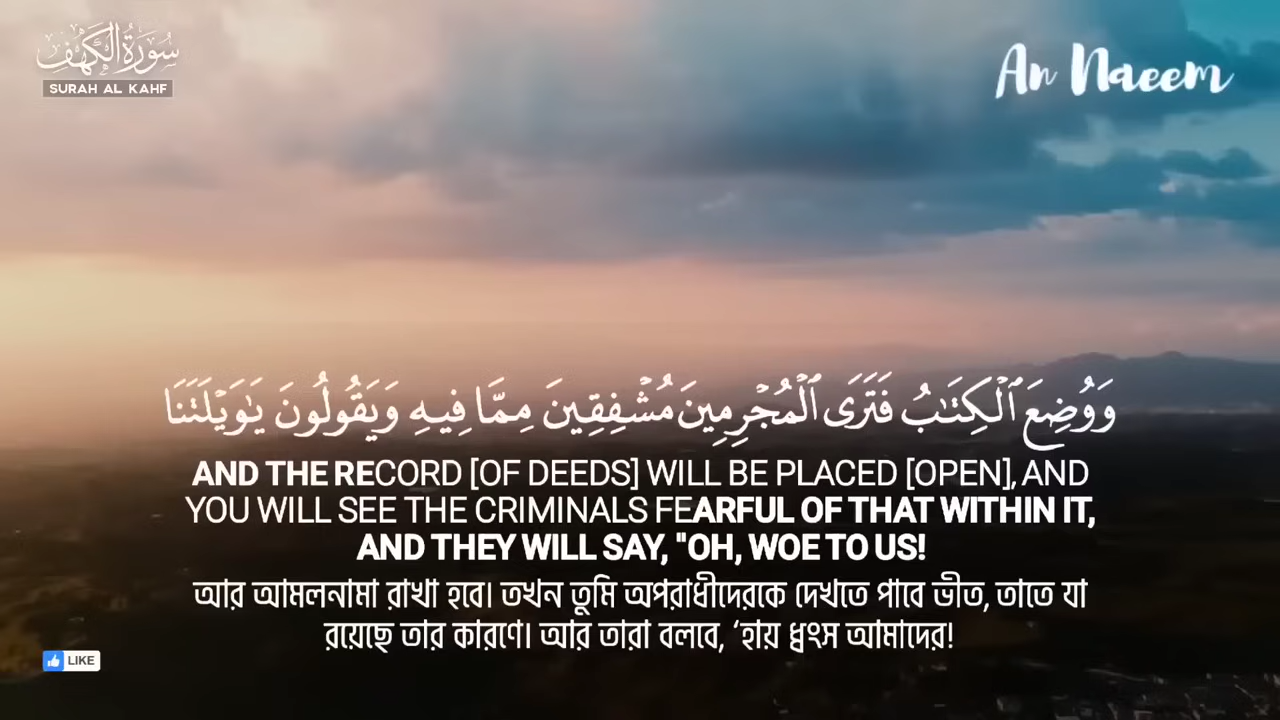 سُورَةُ الكَهْفِ
SURAH AL KAHF
An Naeem
وَوُضِعَ ٱلْكِتَـٰبُ فَتَرَى ٱلْمُجْرِمِينَ مُشْفِقِينَ مِمَّا فِيهِ وَيَقُولُونَ يَـٰوَيْلَتَنَا
AND THE RECORD [OF DEEDS] WILL BE PLACED [OPEN], AND
YOU WILL SEE THE CRIMINALS FEARFUL OF THAT WITHIN IT,
AND THEY WILL SAY, "OH, WOE TO US!
আর আমলনামা রাখা হবে। তখন তুমি অপরাধীদেরকে দেখতে পাবে ভীত, তাতে যা
রয়েছে তার কারণে। আর তারা বলবে, ‘হায় ধ্বংস আমাদের!
LIKE